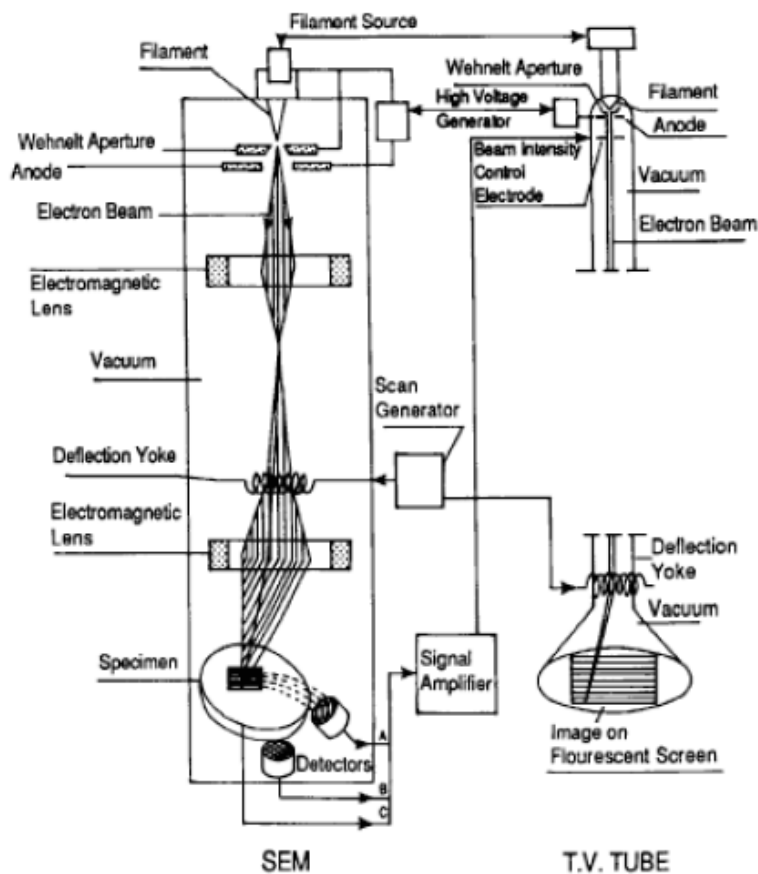 Filament Source
Filament
Wehnelt Aperture
Filament
High Voltage
Generator
Anode
Wehnelt Aperture
Anode
Beam Intensity
Control
Electrode
Vacuum
Electron Beam
Electron Beam
Electromagnetic
Lens
Vacuum
Scan
Generator
Deflection Yoke
Electromagnetic
Lens
Deflection
Yoke
Vacuum
Specimen
Signal
Amplifier
A
Image on
Flourescent Screen
Detectors
B
C
SEM
T.V. TUBE